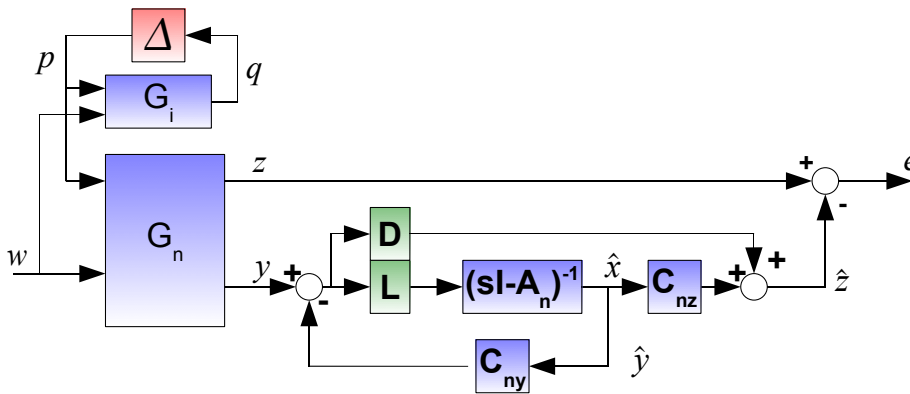 Δ
p
q
G_i
z
+
e
-
G_n
D
w
y
+
-
L
(sI-A_n)^-1
x̂
C_nz
+
+
ẑ
C_ny
ŷ